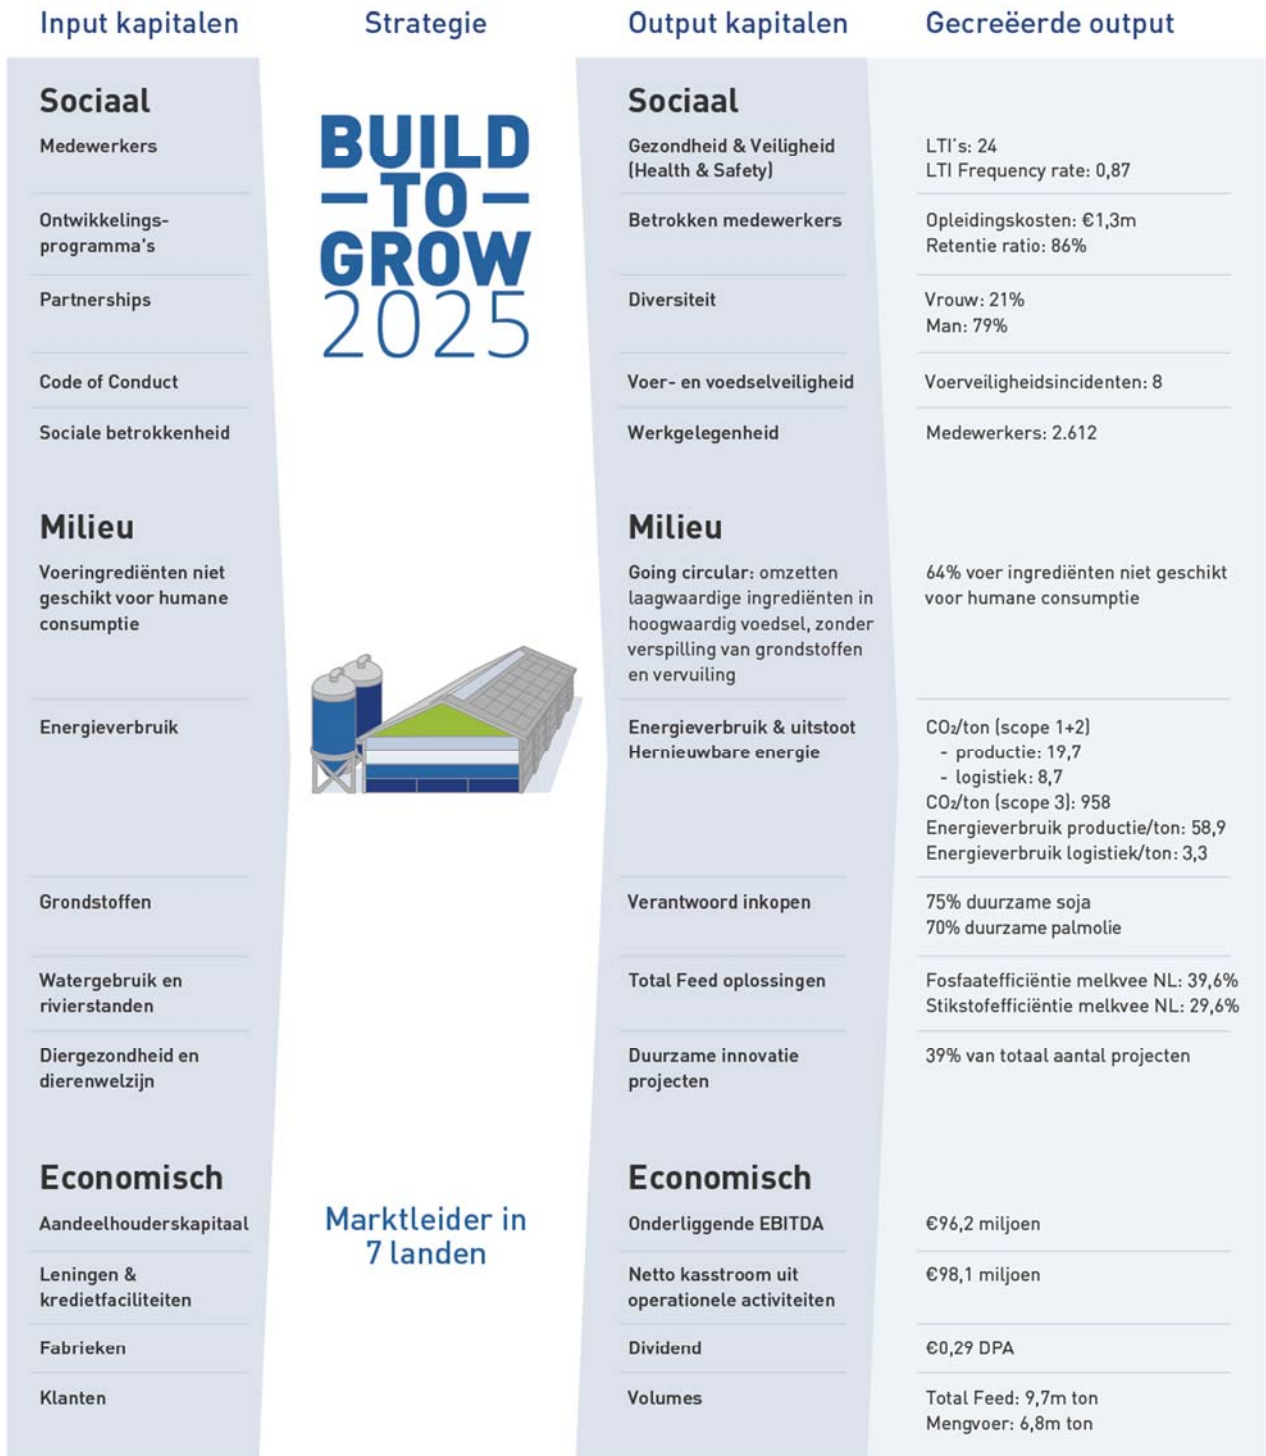 Input kapitalen
Strategie
Output kapitalen
Gecreëerde output
Sociaal
Medewerkers
Ontwikkelings-
programma's
Partnerships
Code of Conduct
Sociale betrokkenheid
Milieu
Voeringrediënten niet
geschikt voor humane
consumptie
Energieverbruik
Grondstoffen
Watergebruik en
rivierstanden
Diergezondheid en
dierenwelzijn
Economisch
Aandeelhouderskapitaal
Leningen &
kredietfaciliteiten
Fabrieken
Klanten
BUILD
– TO –
GROW
2025
Marktleider in
7 landen
Sociaal
Gezondheid & Veiligheid
(Health & Safety)
LTI's: 24
LTI Frequency rate: 0,87
Betrokken medewerkers
Opleidingskosten: €1,3m
Retentie ratio: 86%
Diversiteit
Vrouw: 21%
Man: 79%
Voer- en voedselveiligheid
Voerveiligheidsincidenten: 8
Werkgelegenheid
Medewerkers: 2.612
Milieu
Going circular: omzetten
laagwaardige ingrediënten in
hoogwaardig voedsel, zonder
verspilling van grondstoffen
en vervuiling
64% voer ingrediënten niet geschikt
voor humane consumptie
Energieverbruik & uitstoot
Hernieuwbare energie
CO₂/ton (scope 1+2)
- productie: 19,7
- logistiek: 8,7
CO₂/ton (scope 3): 958
Energieverbruik productie/ton: 58,9
Energieverbruik logistiek/ton: 3,3
Verantwoord inkopen
75% duurzame soja
70% duurzame palmolie
Total Feed oplossingen
Fosfaatefficiëntie melkvee NL: 39,6%
Stikstofefficiëntie melkvee NL: 29,6%
Duurzame innovatie
projecten
39% van totaal aantal projecten
Economisch
Onderliggende EBITDA
€96,2 miljoen
Netto kasstroom uit
operationele activiteiten
€98,1 miljoen
Dividend
€0,29 DPA
Volumes
Total Feed: 9,7m ton
Mengvoer: 6,8m ton